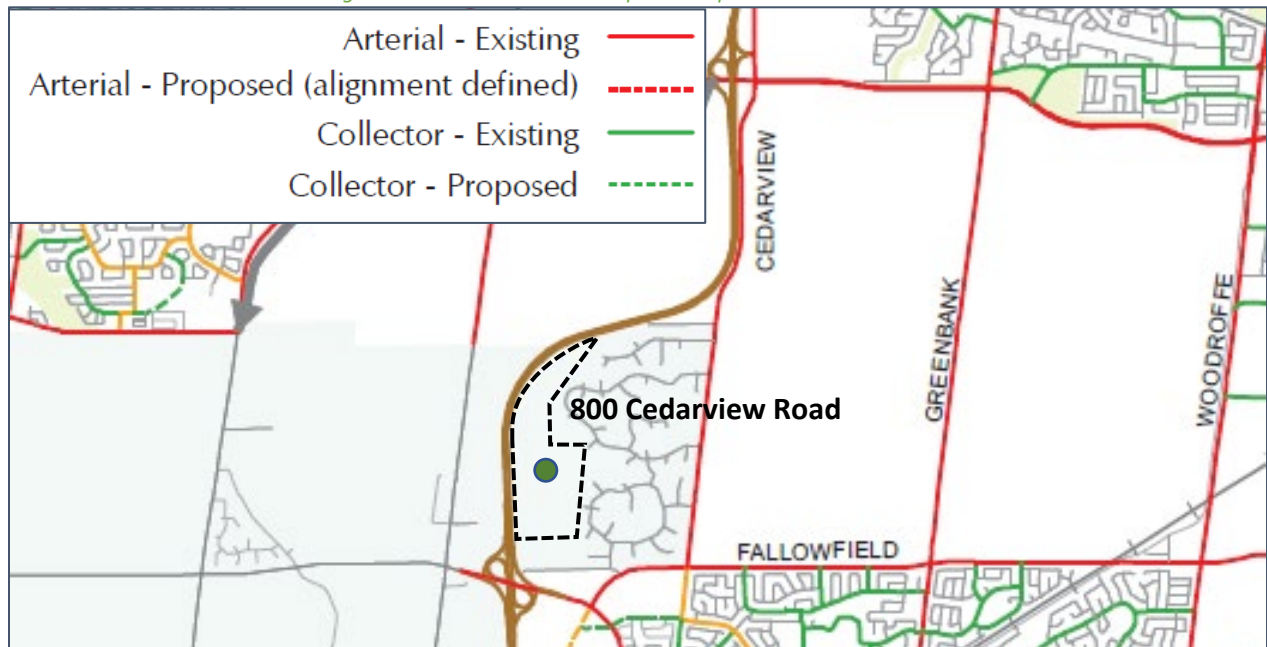 Arterial - Existing
Arterial - Proposed (alignment defined)
Collector - Existing
Collector - Proposed
CEDARVIEW
GREENBANK
WOODROFFE
800 Cedarview Road
FALLOWFIELD